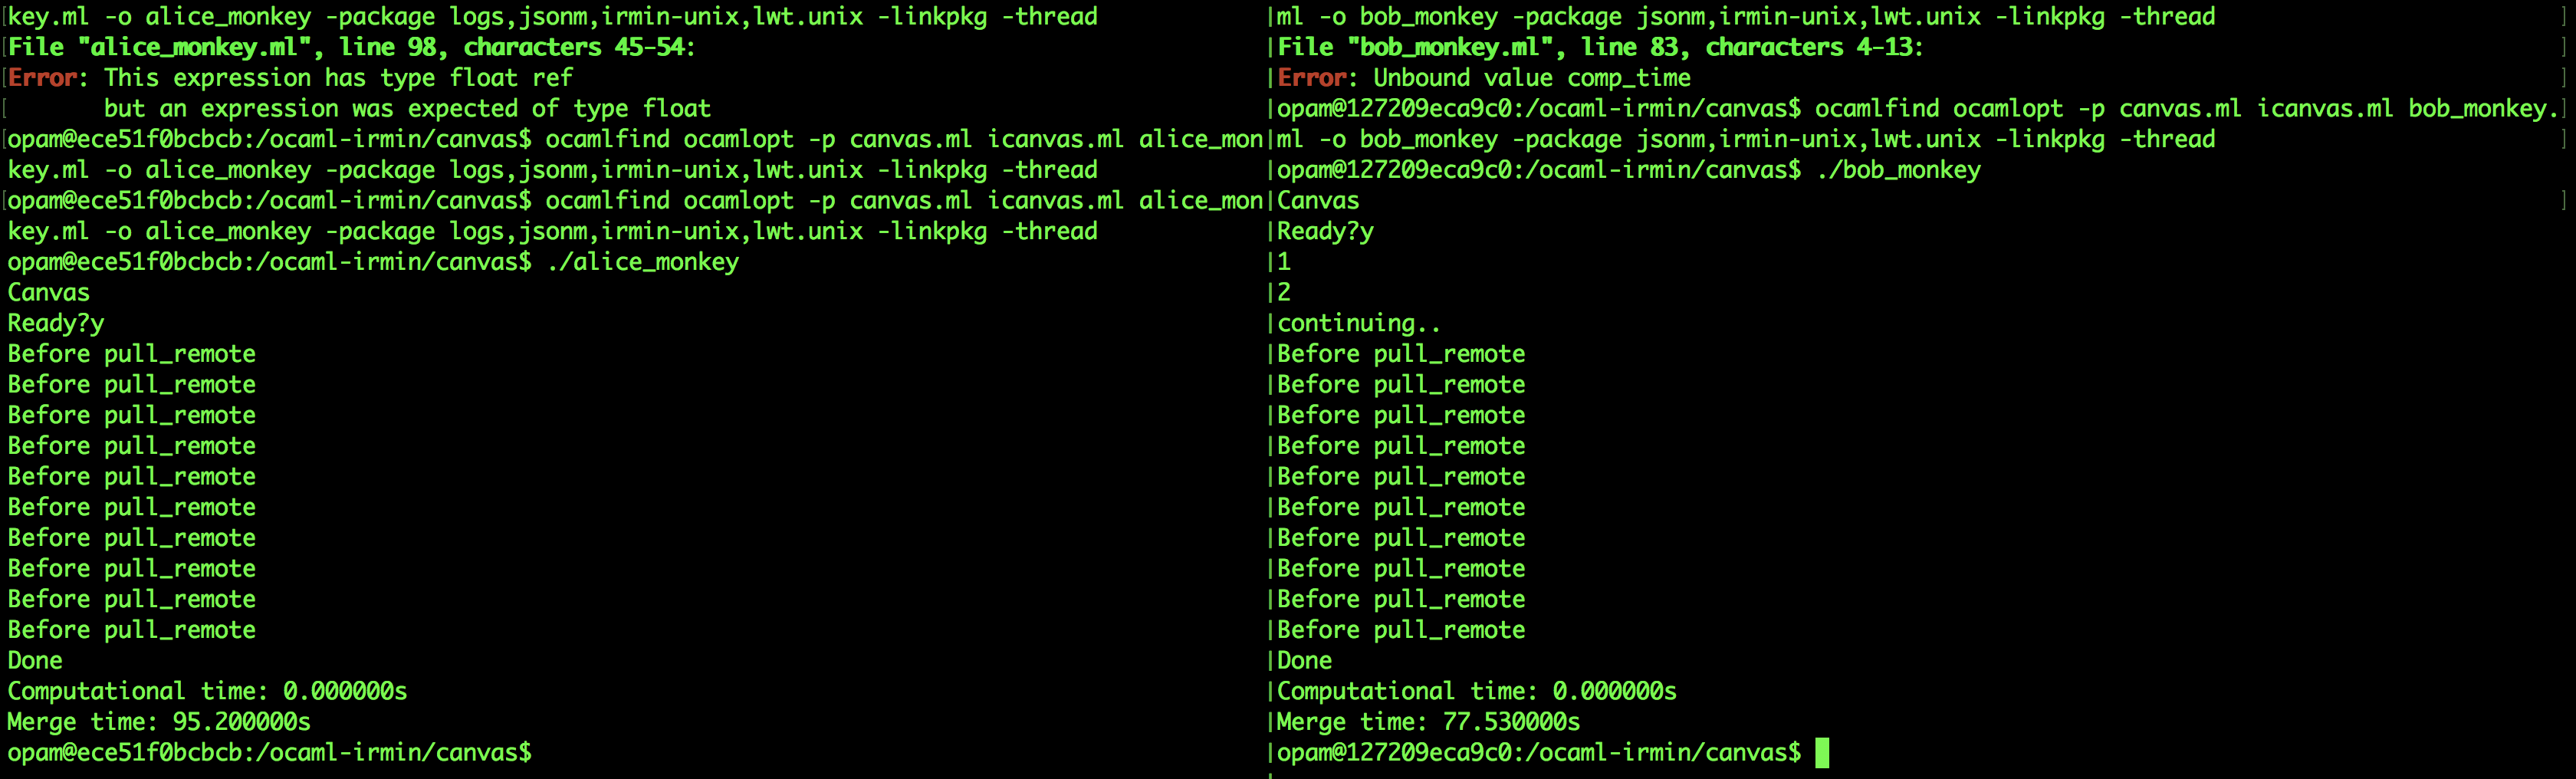 key.ml -o alice_monkey -package logs,jsonm,irmin-unix,lwt.unix -linkpkg -thread
File "alice_monkey.ml", line 98, characters 45-54:
Error: This expression has type float ref
but an expression was expected of type float
opam@ece51f0bcbcb:/ocaml-irmin/canvas$ ocamlfind ocamlopt -p canvas.ml icanvas.ml alice_mon
key.ml -o alice_monkey -package logs,jsonm,irmin-unix,lwt.unix -linkpkg -thread
opam@ece51f0bcbcb:/ocaml-irmin/canvas$ ocamlfind ocamlopt -p canvas.ml icanvas.ml alice_mon
key.ml -o alice_monkey -package logs,jsonm,irmin-unix,lwt.unix -linkpkg -thread
opam@ece51f0bcbcb:/ocaml-irmin/canvas$ ./alice_monkey
Canvas
Ready?y
Before pull_remote
Before pull_remote
Before pull_remote
Before pull_remote
Before pull_remote
Before pull_remote
Before pull_remote
Before pull_remote
Before pull_remote
Before pull_remote
Done
Computational time: 0.000000s
Merge time: 95.200000s
opam@ece51f0bcbcb:/ocaml-irmin/canvas$
ml -o bob_monkey -package jsonm,irmin-unix,lwt.unix -linkpkg -thread
File "bob_monkey.ml", line 83, characters 4-13:
Error: Unbound value comp_time
opam@127209eca9c0:/ocaml-irmin/canvas$ ocamlfind ocamlopt -p canvas.ml icanvas.ml bob_monkey.
ml -o bob_monkey -package jsonm,irmin-unix,lwt.unix -linkpkg -thread
opam@127209eca9c0:/ocaml-irmin/canvas$ ./bob_monkey
Canvas
Ready?y
1
2
continuing..
Before pull_remote
Before pull_remote
Before pull_remote
Before pull_remote
Before pull_remote
Before pull_remote
Before pull_remote
Before pull_remote
Before pull_remote
Before pull_remote
Done
Computational time: 0.000000s
Merge time: 77.530000s
opam@127209eca9c0:/ocaml-irmin/canvas$